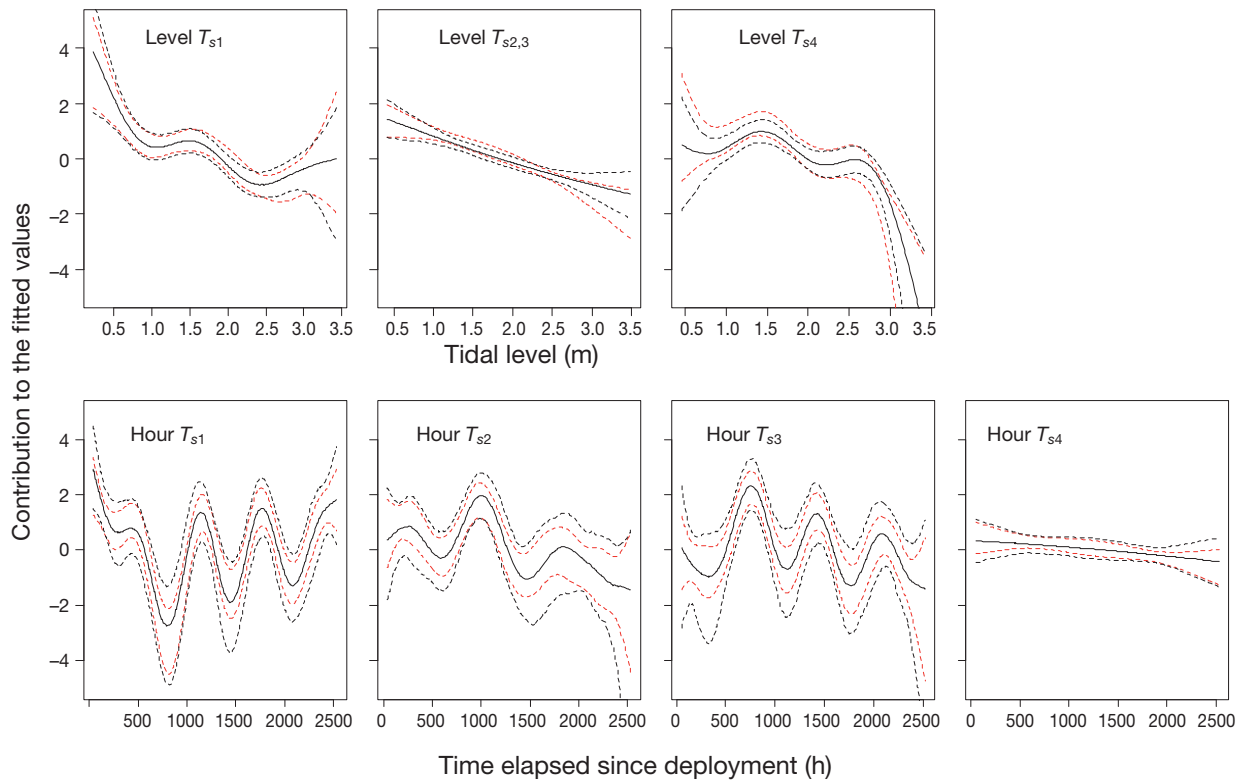 Level Ts1
Level Ts2,3
Level Ts4
4
2
0
−2
−4
0.5 1.0 1.5 2.0 2.5 3.0 3.5
0.5 1.0 1.5 2.0 2.5 3.0 3.5
0.5 1.0 1.5 2.0 2.5 3.0 3.5
Tidal level (m)
Contribution to the fitted values
Hour Ts1
Hour Ts2
Hour Ts3
Hour Ts4
4
2
0
−2
−4
500 1000 1500 2000 2500
0 500 1000 1500 2000 2500
0 500 1000 1500 2000 2500
0 500 1000 1500 2000 2500
Time elapsed since deployment (h)